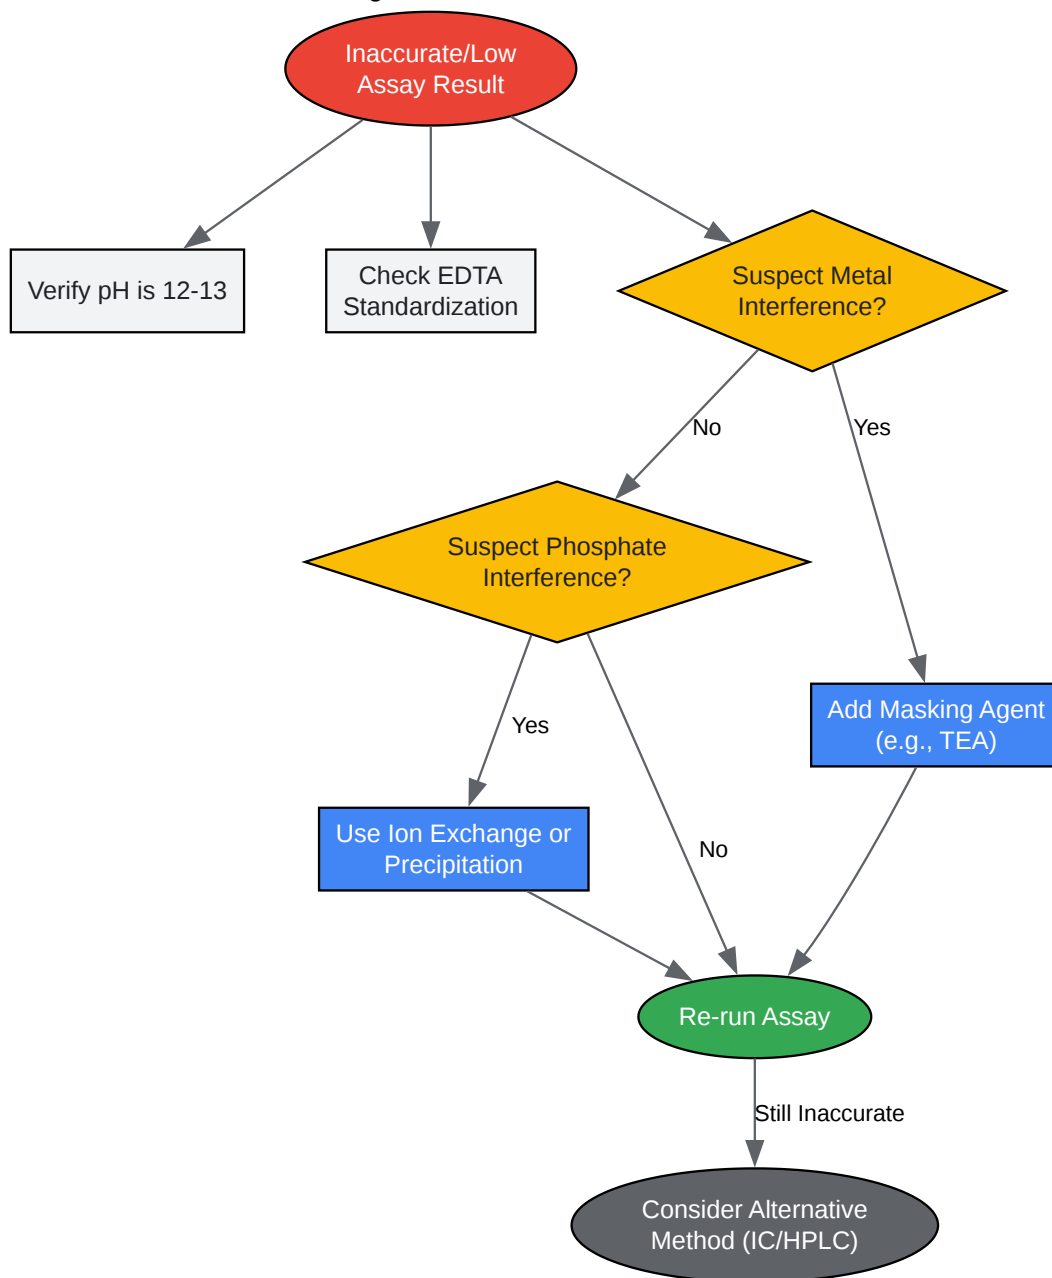 Inaccurate/Low
Assay Result
Verify pH is 12-13
Check EDTA
Standardization
Suspect Metal
Interference?
No
Yes
Suspect Phosphate
Interference?
Yes
Add Masking Agent
(e.g., TEA)
Use Ion Exchange or
Precipitation
No
Re-run Assay
Still Inaccurate
Consider Alternative
Method (IC/HPLC)